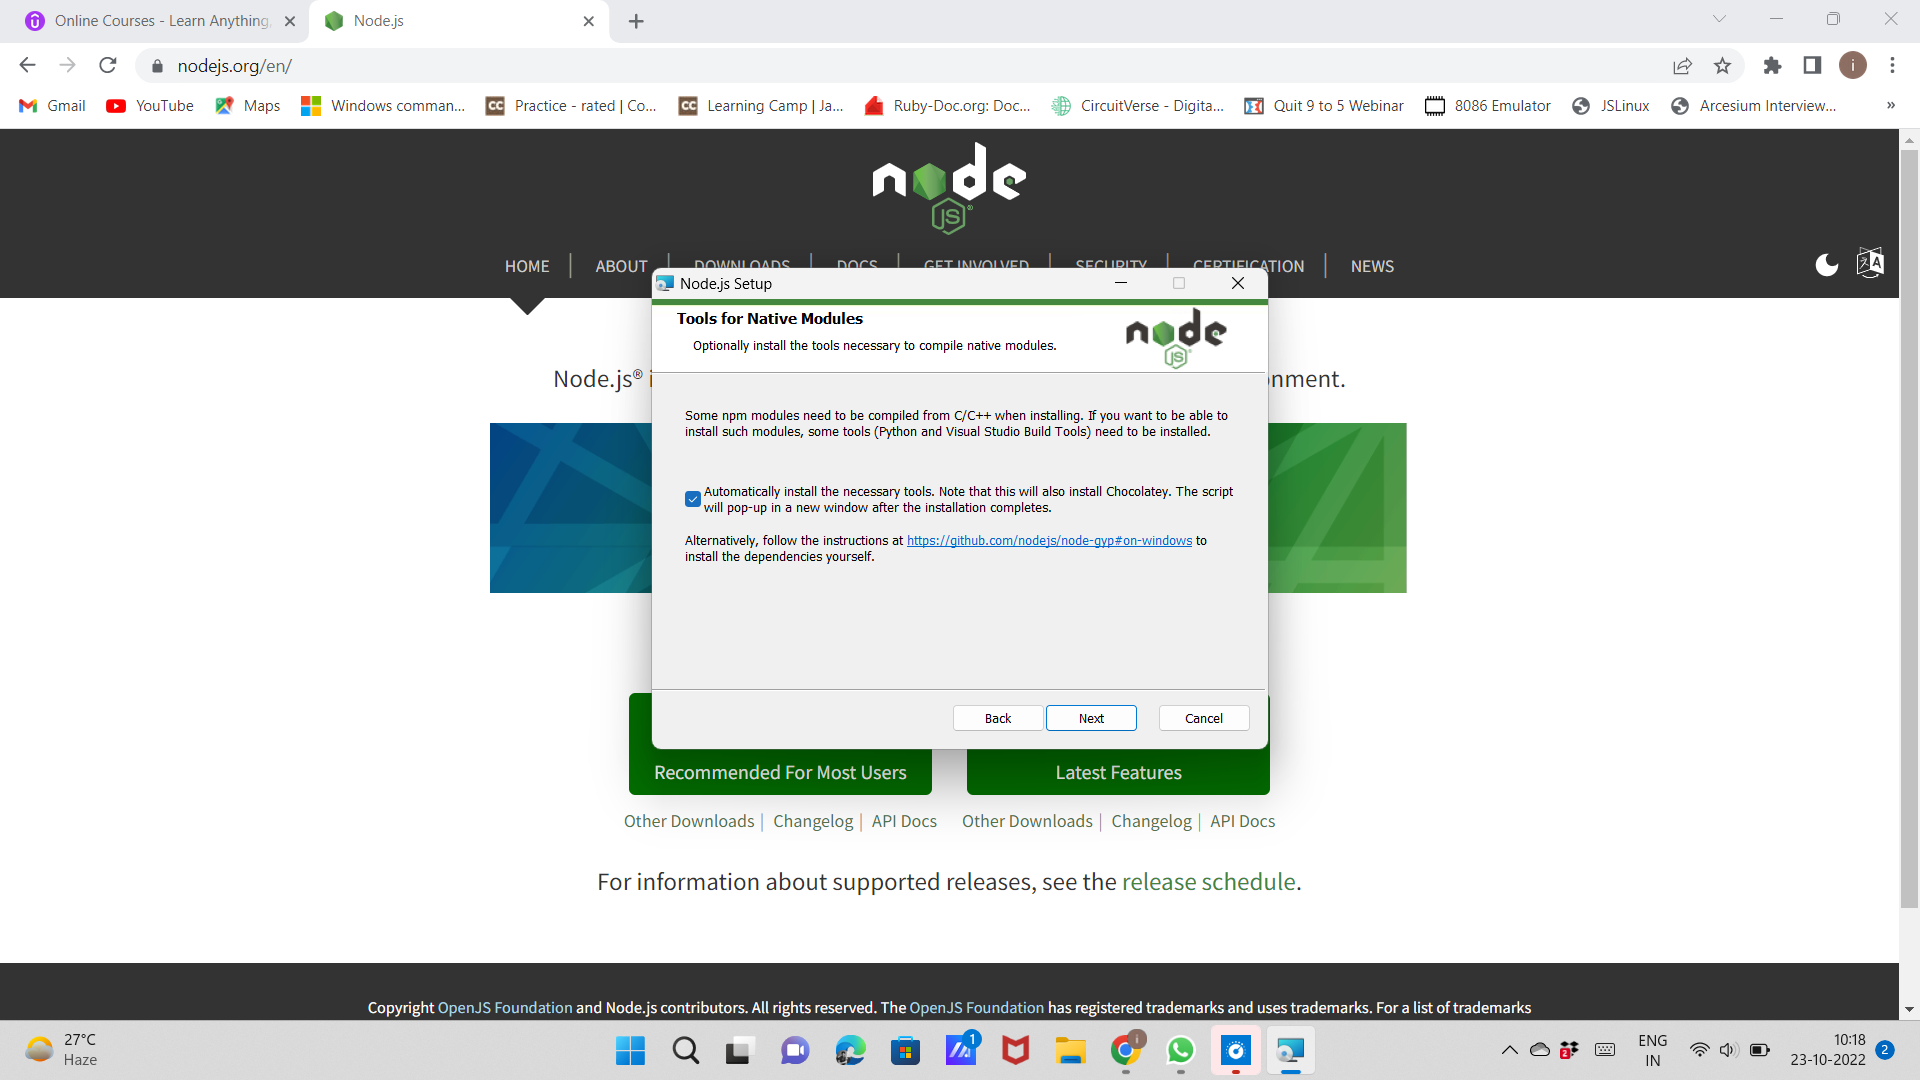 Online Courses - Learn Anything,
Node.js
nodejs.org/en/
i
Gmail
YouTube
Maps
Windows comman...
CC
Practice - rated | Co...
CC
Learning Camp | Ja...
Ruby-Doc.org: Doc...
CircuitVerse - Digita...
Quit 9 to 5 Webinar
8086 Emulator
JSLinux
Arcesium Interview...
»
node
JS
HOME
ABOUT
DOWNLOADS
DOCS
GET INVOLVED
SECURITY
CERTIFICATION
NEWS
Node.js Setup
Tools for Native Modules
Optionally install the tools necessary to compile native modules.
node
JS
Node.js® i
onment.
Some npm modules need to be compiled from C/C++ when installing. If you want to be able to
install such modules, some tools (Python and Visual Studio Build Tools) need to be installed.
Automatically install the necessary tools. Note that this will also install Chocolatey. The script
will pop-up in a new window after the installation completes.
Alternatively, follow the instructions at https://github.com/nodejs/node-gyp#on-windows to
install the dependencies yourself.
Back
Next
Cancel
Recommended For Most Users
Latest Features
Other Downloads | Changelog | API Docs
Other Downloads | Changelog | API Docs
For information about supported releases, see the release schedule.
Copyright OpenJS Foundation and Node.js contributors. All rights reserved. The OpenJS Foundation has registered trademarks and uses trademarks. For a list of trademarks
27°C
Haze
1
i
2
ENG
IN
10:18
23-10-2022
2